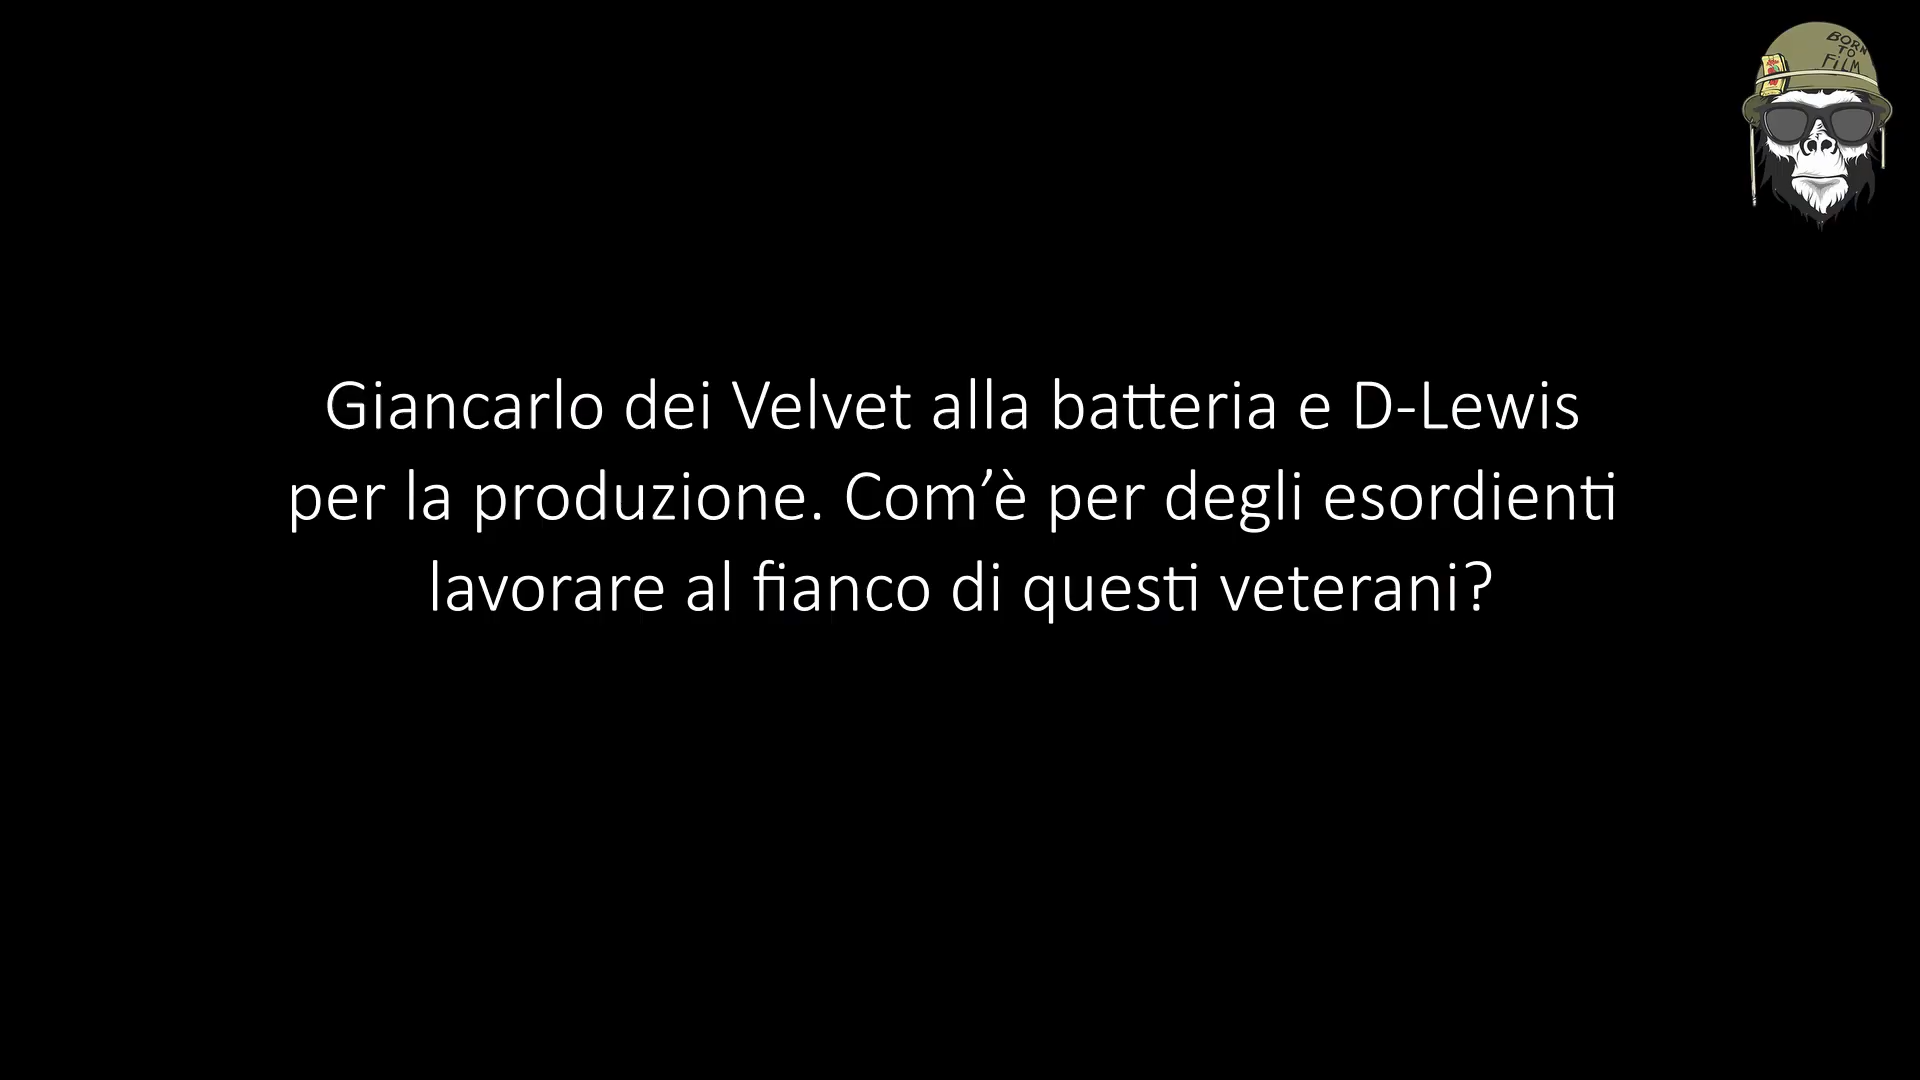 BORN
TO
FILM
Giancarlo dei Velvet alla batteria e D-Lewis
per la produzione. Com’è per degli esordienti
lavorare al fianco di questi veterani?